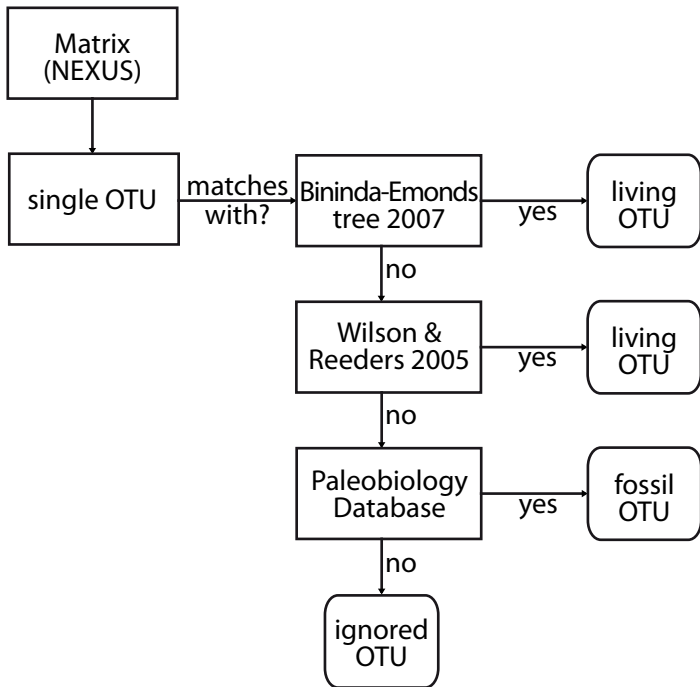 Matrix
(NEXUS)
single OTU
matches
with?
Bininda-Emonds
tree 2007
yes
living
OTU
no
Wilson &
Reeders 2005
yes
living
OTU
no
Paleobiology
Database
yes
fossil
OTU
no
ignored
OTU